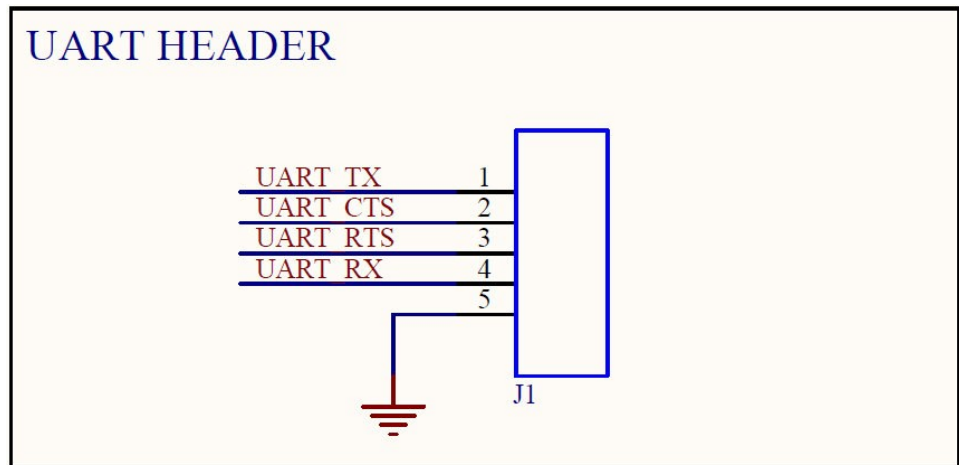 UART HEADER
UART_TX 1
UART_CTS 2
UART_RTS 3
UART_RX 4
5
J1